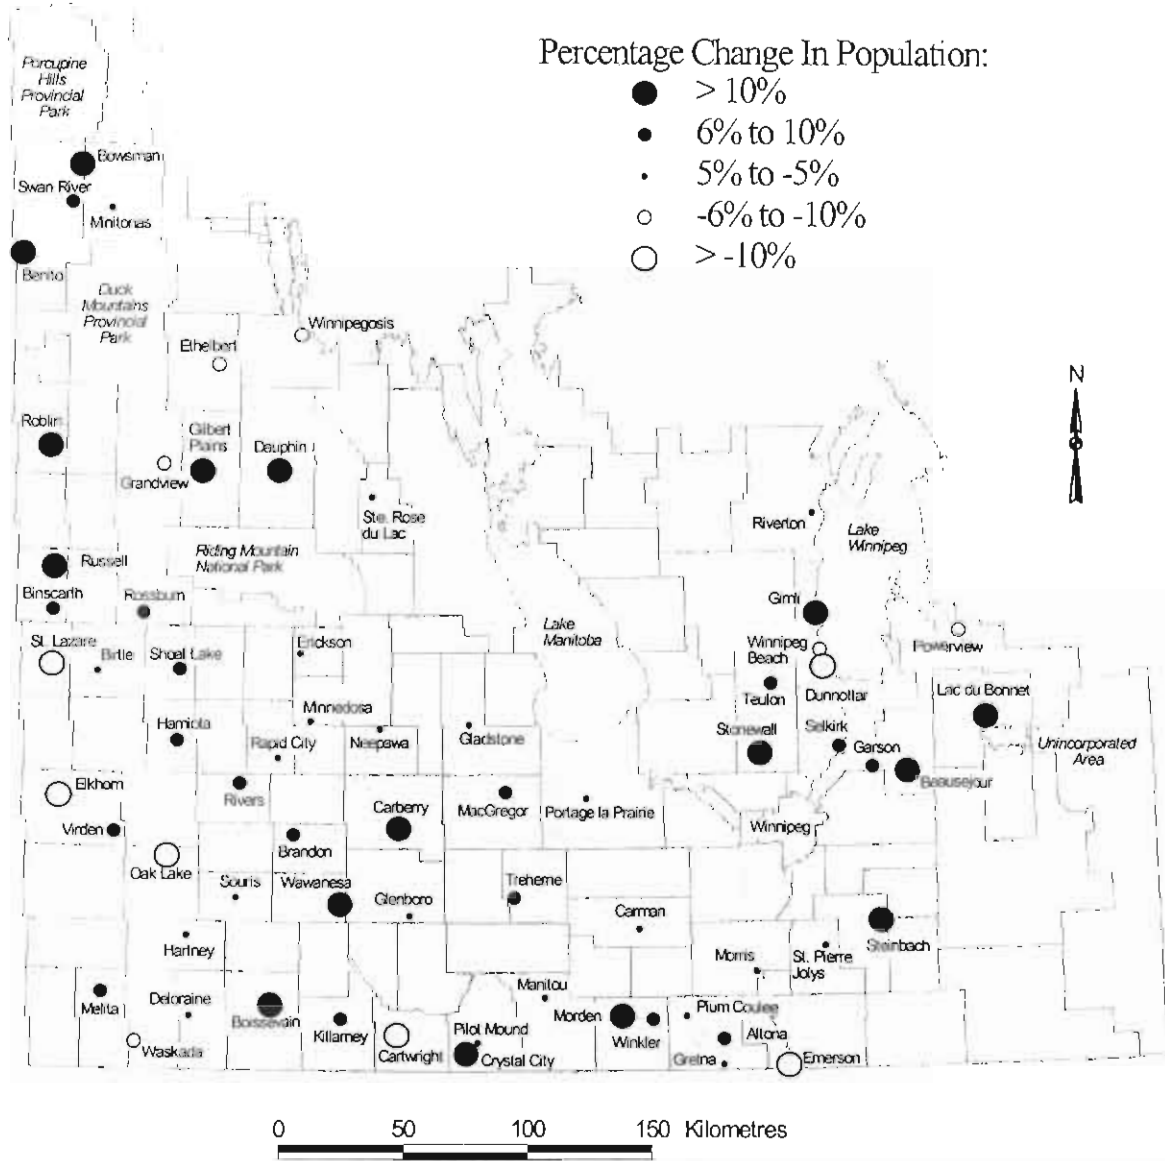 Percentage Change In Population:
> 10%
6% to 10%
5% to -5%
-6% to -10%
> -10%
Porcupine
Hills
Provincial
Park
Bowsman
Swan River
Minitonas
Benito
Duck
Mountains
Provincial
Park
Winnipegosis
Ethelbert
N
Roblin
Gilbert
Plains
Dauphin
Grandview
Ste. Rose
du Lac
Riverton
Lake
Winnipeg
Riding Mountain
National Park
Russell
Binscarth
Rossburn
Gimli
Lake
Manitoba
St. Lazare
Birtle
Shoal Lake
Erickson
Winnipeg
Beach
Powerview
Dunnottar
Lac du Bonnet
Teulon
Minnedosa
Hamiota
Rapid City
Neepawa
Gladstone
Stonewall
Selkirk
Garson
Unincorporated
Area
Beausejour
Elkhorn
Rivers
Carberry
MacGregor
Portage la Prairie
Winnipeg
Virden
Brandon
Oak Lake
Souris
Wawanesa
Glenboro
Treherne
Carman
Steinbach
Hartney
Morris
St. Pierre
Jolys
Manitou
Melita
Deloraine
Boissevain
Killarney
Morden
Winkler
Plum Coulee
Altona
Waskada
Cartwright
Pilot Mound
Crystal City
Gretna
Emerson
0 50 100 150 Kilometres